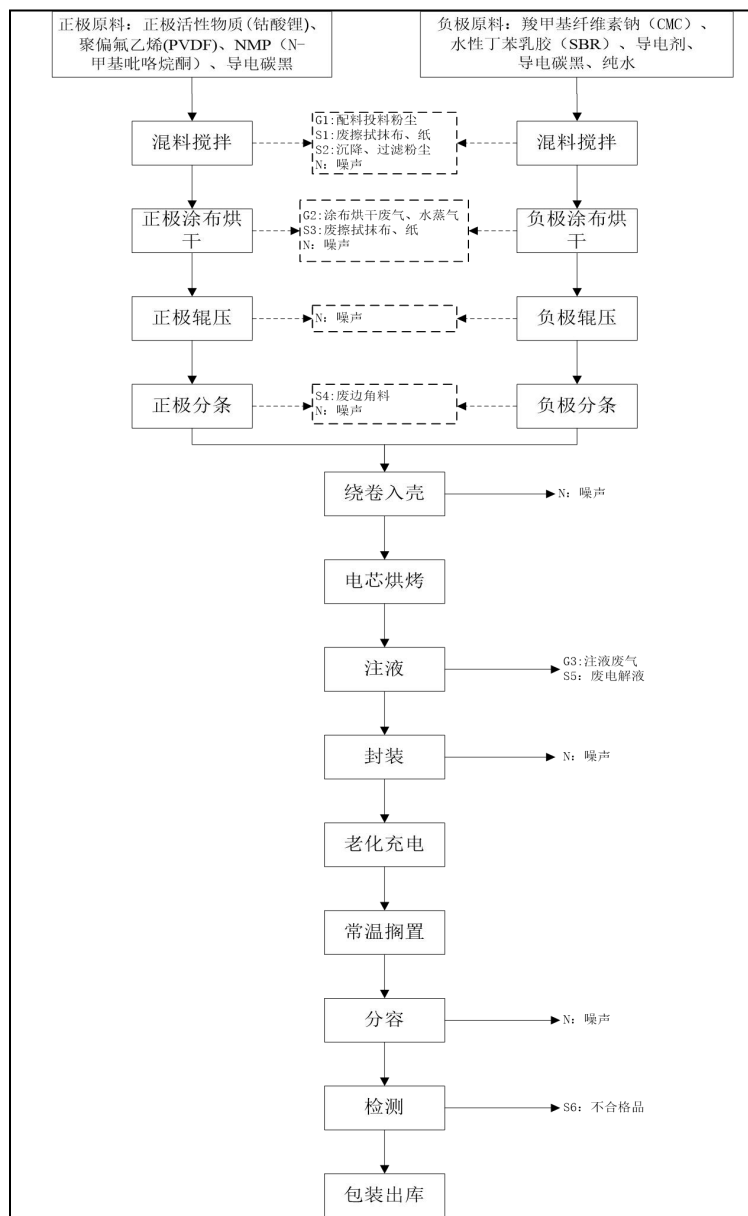 正极原料：正极活性物质(钴酸锂)、
聚偏氟乙烯(PVDF)、NMP（N-
甲基吡咯烷酮）、导电碳黑
负极原料：羧甲基纤维素钠（CMC）、
水性丁苯乳胶（SBR）、导电剂、
导电碳黑、纯水
混料搅拌
G1:配料投料粉尘
S1:废擦拭抹布、纸
S2:沉降、过滤粉尘
N：噪声
混料搅拌
正极涂布烘
干
G2:涂布烘干废气、水蒸气
S3:废擦拭抹布、纸
N：噪声
负极涂布烘
干
正极辊压
N：噪声
负极辊压
正极分条
S4:废边角料
N：噪声
负极分条
绕卷入壳
N：噪声
电芯烘烤
注液
G3:注液废气
S5：废电解液
封装
N：噪声
老化充电
常温搁置
分容
N：噪声
检测
S6：不合格品
包装出库